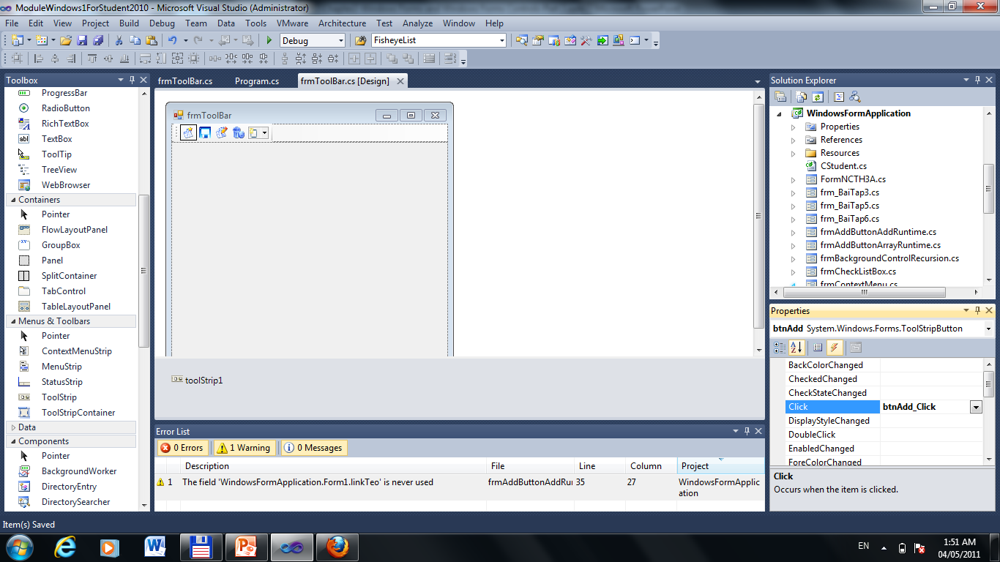 ModuleWindows1ForStudent2010 - Microsoft Visual Studio (Administrator)
File Edit View Project Build Debug Team Data Tools VMware Architecture Test Analyze Window Help
Debug FisheyeList
Toolbox
ProgressBar
RadioButton
RichTextBox
abl TextBox
ToolTip
TreeView
WebBrowser
Containers
Pointer
FlowLayoutPanel
GroupBox
Panel
SplitContainer
TabControl
TableLayoutPanel
Menus & Toolbars
Pointer
ContextMenuStrip
MenuStrip
StatusStrip
ToolStrip
ToolStripContainer
Data
Components
Pointer
BackgroundWorker
DirectoryEntry
DirectorySearcher
frmToolBar.cs Program.cs frmToolBar.cs [Design]
frmToolBar
toolStrip1
Error List
0 Errors 1 Warning 0 Messages
Description File Line Column Project
1 The field 'WindowsFormApplication.Form1.linkTeo' is never used frmAddButtonAddRu 35 27 WindowsFormApplic
ation
Solution Explorer
WindowsFormApplication
Properties
References
Resources
CStudent.cs
FormNCTH3A.cs
frm_BaiTap3.cs
frm_BaiTap5.cs
frm_BaiTap6.cs
frmAddButtonAddRuntime.cs
frmAddButtonArrayRuntime.cs
frmBackgroundControlRecursion.cs
frmCheckListBox.cs
frmContextMenu.cs
Properties
btnAdd System.Windows.Forms.ToolStripButton
BackColorChanged
CheckedChanged
CheckStateChanged
Click btnAdd_Click
DisplayStyleChanged
DoubleClick
EnabledChanged
ForeColorChanged
Click
Occurs when the item is clicked.
Item(s) Saved
EN
1:51 AM
04/05/2011